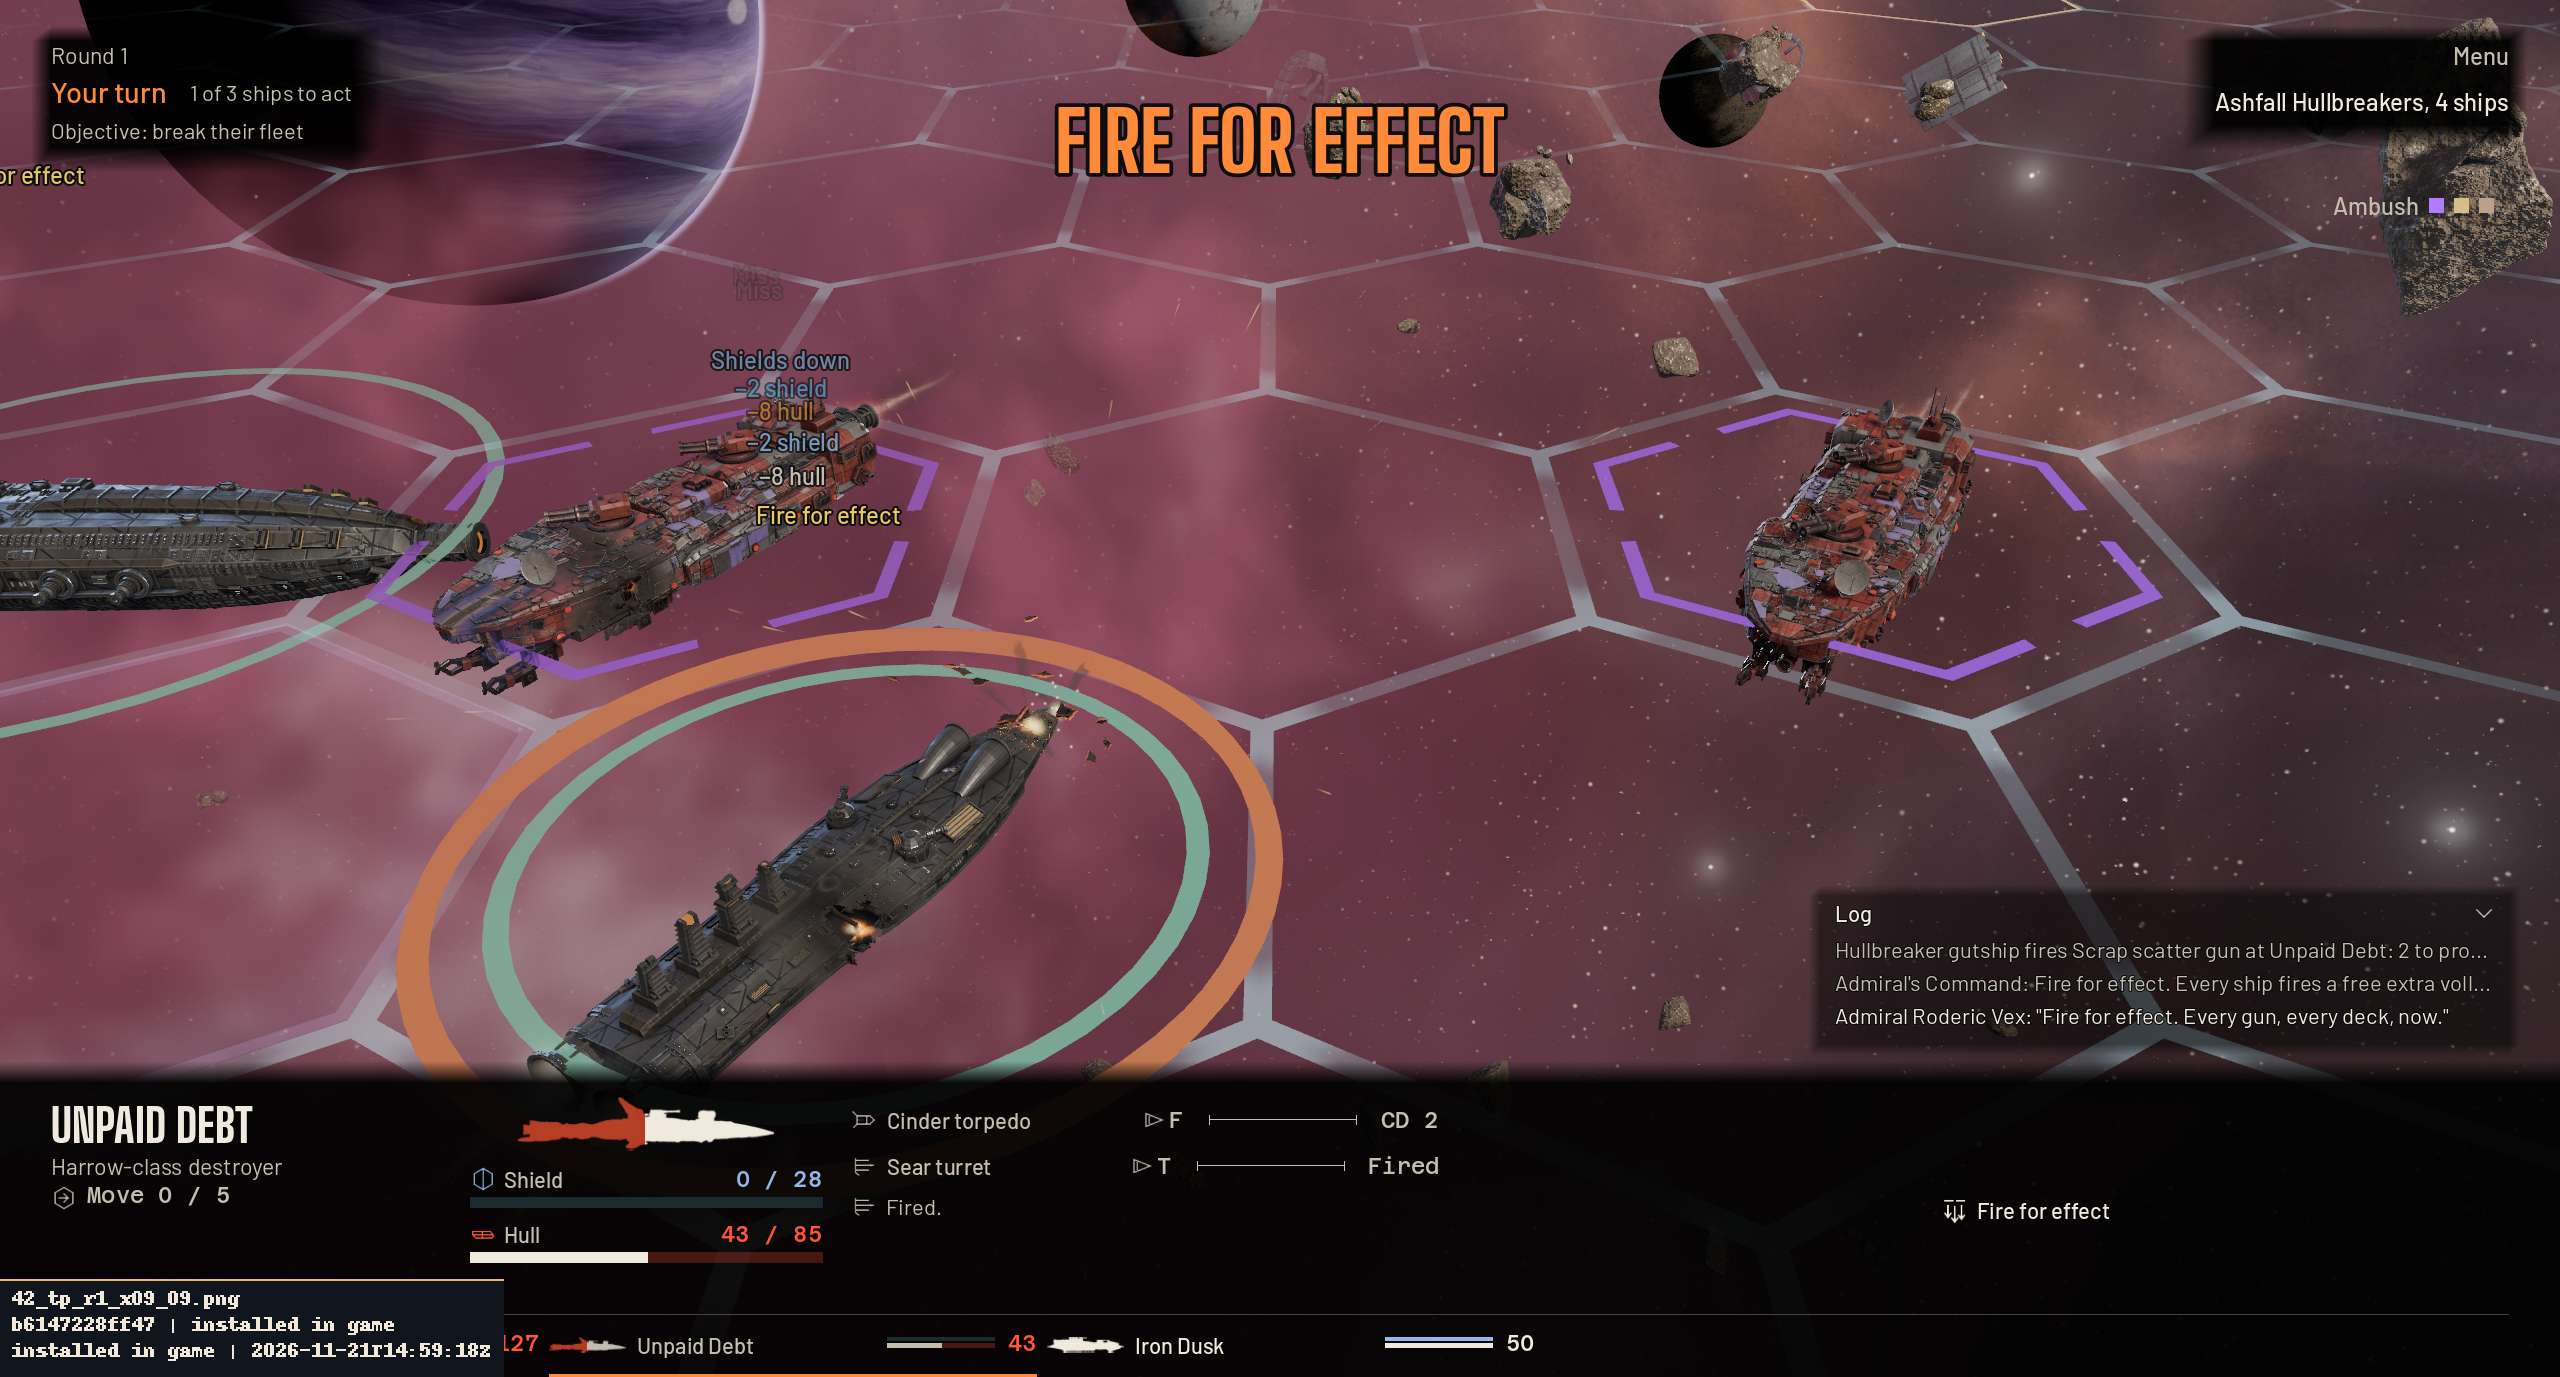 Round 1
Your turn 1 of 3 ships to act
Objective: break their fleet
or effect
FIRE FOR EFFECT
Menu
Ashfall Hullbreakers, 4 ships
Ambush
Miss
Miss
Shields down
−2 shield
−8 hull
−2 shield
−8 hull
Fire for effect
Log
Hullbreaker gutship fires Scrap scatter gun at Unpaid Debt: 2 to pro...
Admiral's Command: Fire for effect. Every ship fires a free extra voll...
Admiral Roderic Vex: "Fire for effect. Every gun, every deck, now."
UNPAID DEBT
Harrow-class destroyer
Move 0 / 5
Shield 0 / 28
Hull 43 / 85
Cinder torpedo F CD 2
Sear turret T Fired
Fired.
Fire for effect
42_tp_r1_x09_09.png
b6147228ff47 | installed in game
installed in game | 2026-11-21r14:59:18z
127 Unpaid Debt 43 Iron Dusk 50